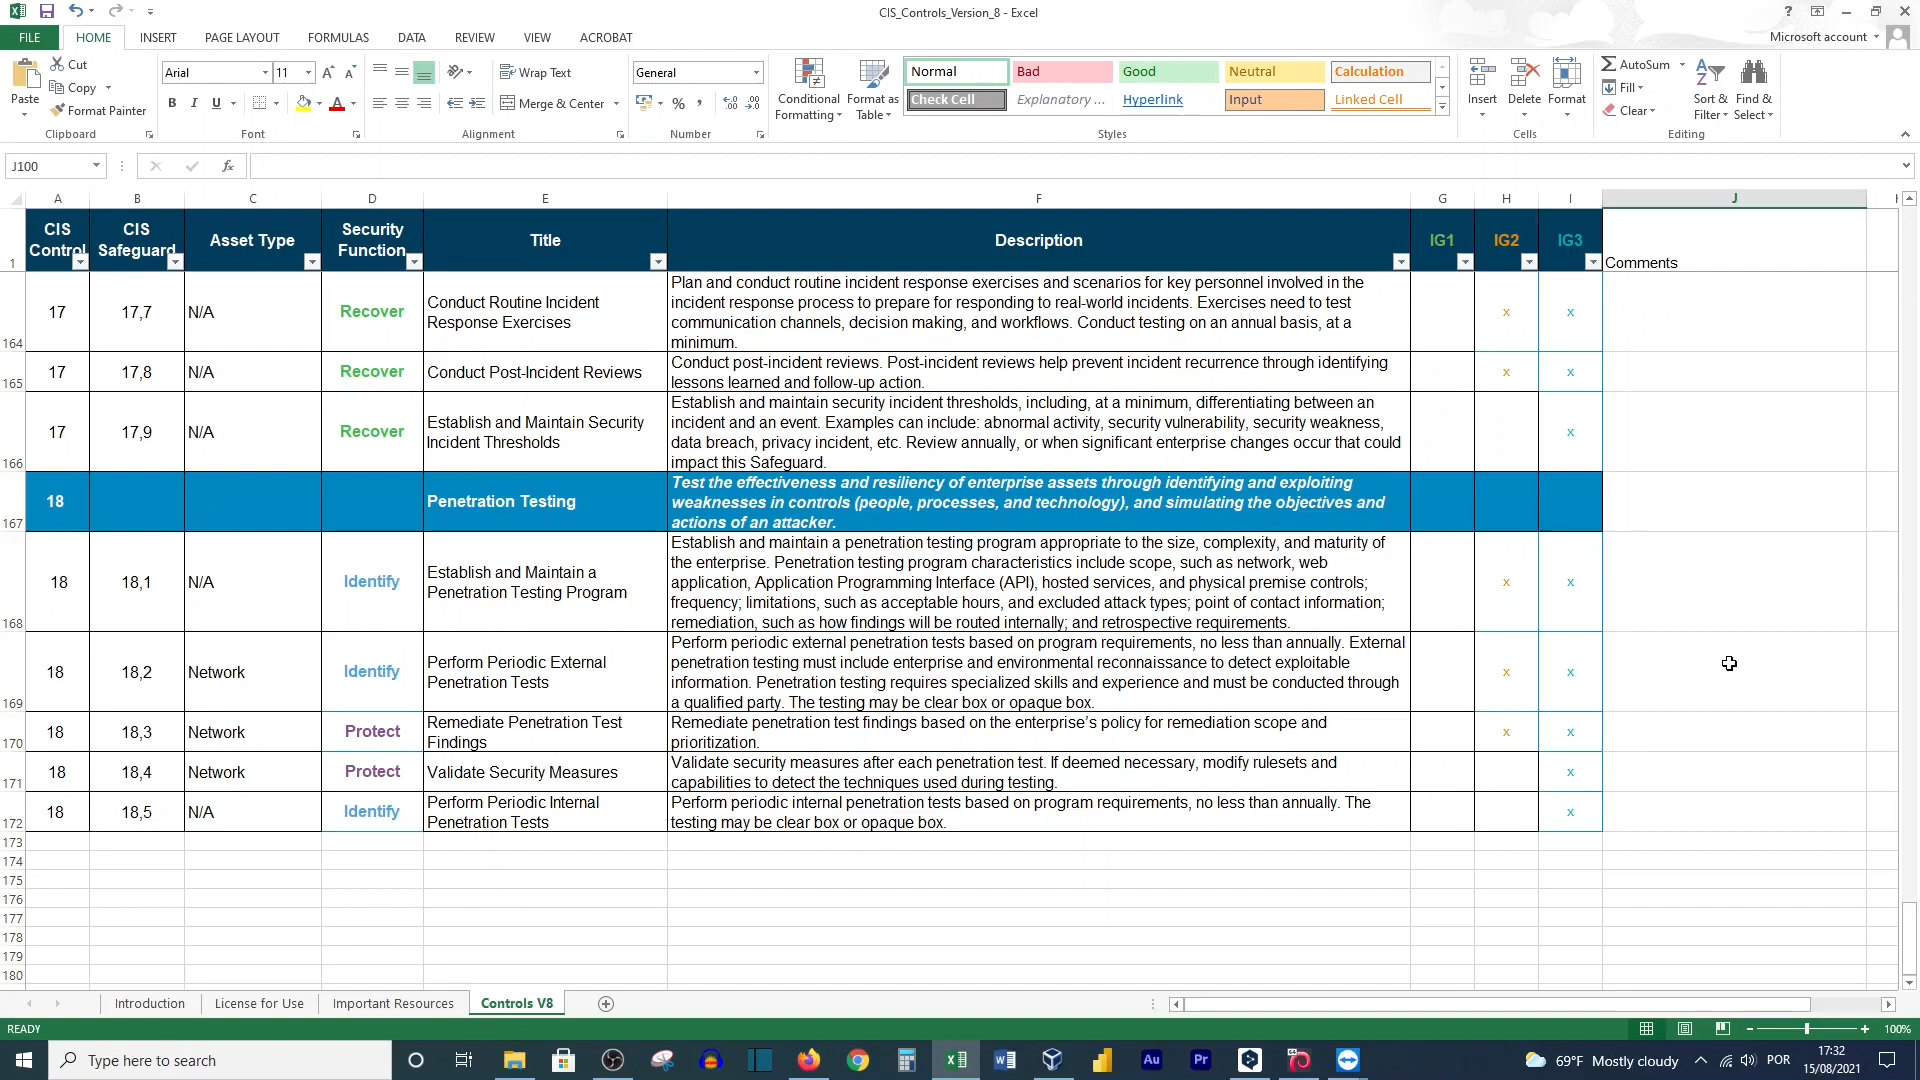 CIS_Controls_Version_8 - Excel
?
FILE HOME INSERT PAGE LAYOUT FORMULAS DATA REVIEW VIEW ACROBAT Microsoft account
Paste
Cut
Copy
Format Painter
Clipboard
Arial 11
B I U
Font
Wrap Text
Merge & Center
Alignment
General
%
Number
Conditional Formatting
Format as Table
Normal Bad Good Neutral Calculation
Check Cell Explanatory ... Hyperlink Input Linked Cell
Styles
Insert Delete Format
Cells
AutoSum
Fill
Clear
Sort & Filter
Find & Select
Editing
J100
fx
A B C D E F G H I J
1 CIS Control CIS Safeguard Asset Type Security Function Title Description IG1 IG2 IG3 Comments
164 17 17,7 N/A Recover Conduct Routine Incident Response Exercises
Plan and conduct routine incident response exercises and scenarios for key personnel involved in the
incident response process to prepare for responding to real-world incidents. Exercises need to test
communication channels, decision making, and workflows. Conduct testing on an annual basis, at a
minimum.
x x
165 17 17,8 N/A Recover Conduct Post-Incident Reviews
Conduct post-incident reviews. Post-incident reviews help prevent incident recurrence through identifying
lessons learned and follow-up action.
x x
166 17 17,9 N/A Recover Establish and Maintain Security Incident Thresholds
Establish and maintain security incident thresholds, including, at a minimum, differentiating between an
incident and an event. Examples can include: abnormal activity, security vulnerability, security weakness,
data breach, privacy incident, etc. Review annually, or when significant enterprise changes occur that could
impact this Safeguard.
x
167 18 Penetration Testing
Test the effectiveness and resiliency of enterprise assets through identifying and exploiting
weaknesses in controls (people, processes, and technology), and simulating the objectives and
actions of an attacker.
168 18 18,1 N/A Identify Establish and Maintain a Penetration Testing Program
Establish and maintain a penetration testing program appropriate to the size, complexity, and maturity of
the enterprise. Penetration testing program characteristics include scope, such as network, web
application, Application Programming Interface (API), hosted services, and physical premise controls;
frequency; limitations, such as acceptable hours, and excluded attack types; point of contact information;
remediation, such as how findings will be routed internally; and retrospective requirements.
x x
169 18 18,2 Network Identify Perform Periodic External Penetration Tests
Perform periodic external penetration tests based on program requirements, no less than annually. External
penetration testing must include enterprise and environmental reconnaissance to detect exploitable
information. Penetration testing requires specialized skills and experience and must be conducted through
a qualified party. The testing may be clear box or opaque box.
x x
170 18 18,3 Network Protect Remediate Penetration Test Findings
Remediate penetration test findings based on the enterprise's policy for remediation scope and
prioritization.
x x
171 18 18,4 Network Protect Validate Security Measures
Validate security measures after each penetration test. If deemed necessary, modify rulesets and
capabilities to detect the techniques used during testing.
x
172 18 18,5 N/A Identify Perform Periodic Internal Penetration Tests
Perform periodic internal penetration tests based on program requirements, no less than annually. The
testing may be clear box or opaque box.
x
173
174
175
176
177
178
179
180
Introduction License for Use Important Resources Controls V8
READY 100%
Type here to search Au Pr 69°F Mostly cloudy POR 17:32
15/08/2021